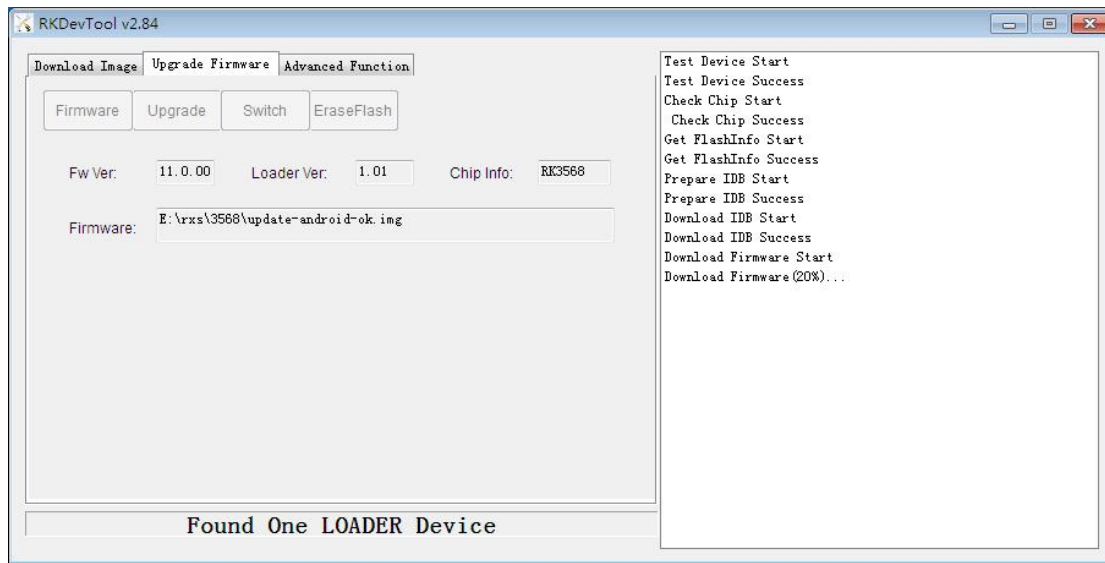 RKDevTool v2.84
Download Image Upgrade Firmware Advanced Function
Firmware Upgrade Switch EraseFlash
Fw Ver: 11.0.00 Loader Ver: 1.01 Chip Info: RK3568
Firmware: E:\rxs\3568\update-android-ok.img
Found One LOADER Device
Test Device Start
Test Device Success
Check Chip Start
Check Chip Success
Get FlashInfo Start
Get FlashInfo Success
Prepare IDB Start
Prepare IDB Success
Download IDB Start
Download IDB Success
Download Firmware Start
Download Firmware(20%)...